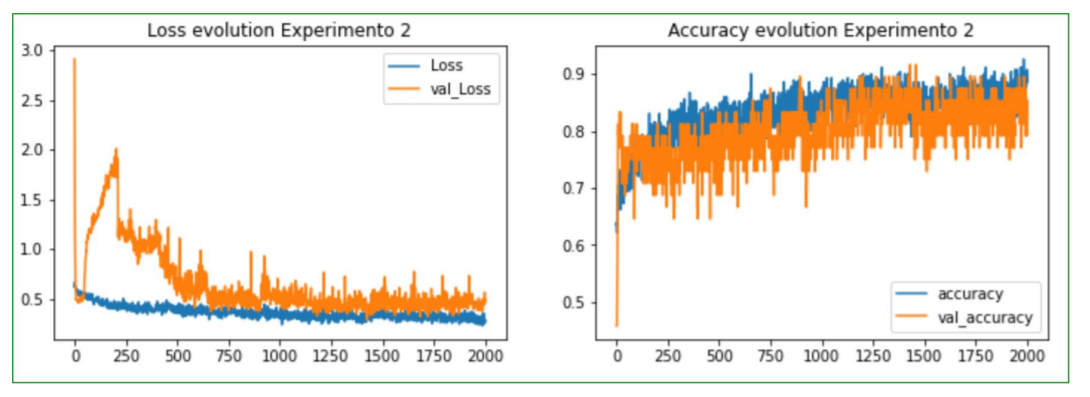 Loss evolution Experimento 2
3.0
2.5
2.0
1.5
1.0
0.5
0 250 500 750 1000 1250 1500 1750 2000
Loss
val_Loss
Accuracy evolution Experimento 2
0.9
0.8
0.7
0.6
0.5
0 250 500 750 1000 1250 1500 1750 2000
accuracy
val_accuracy